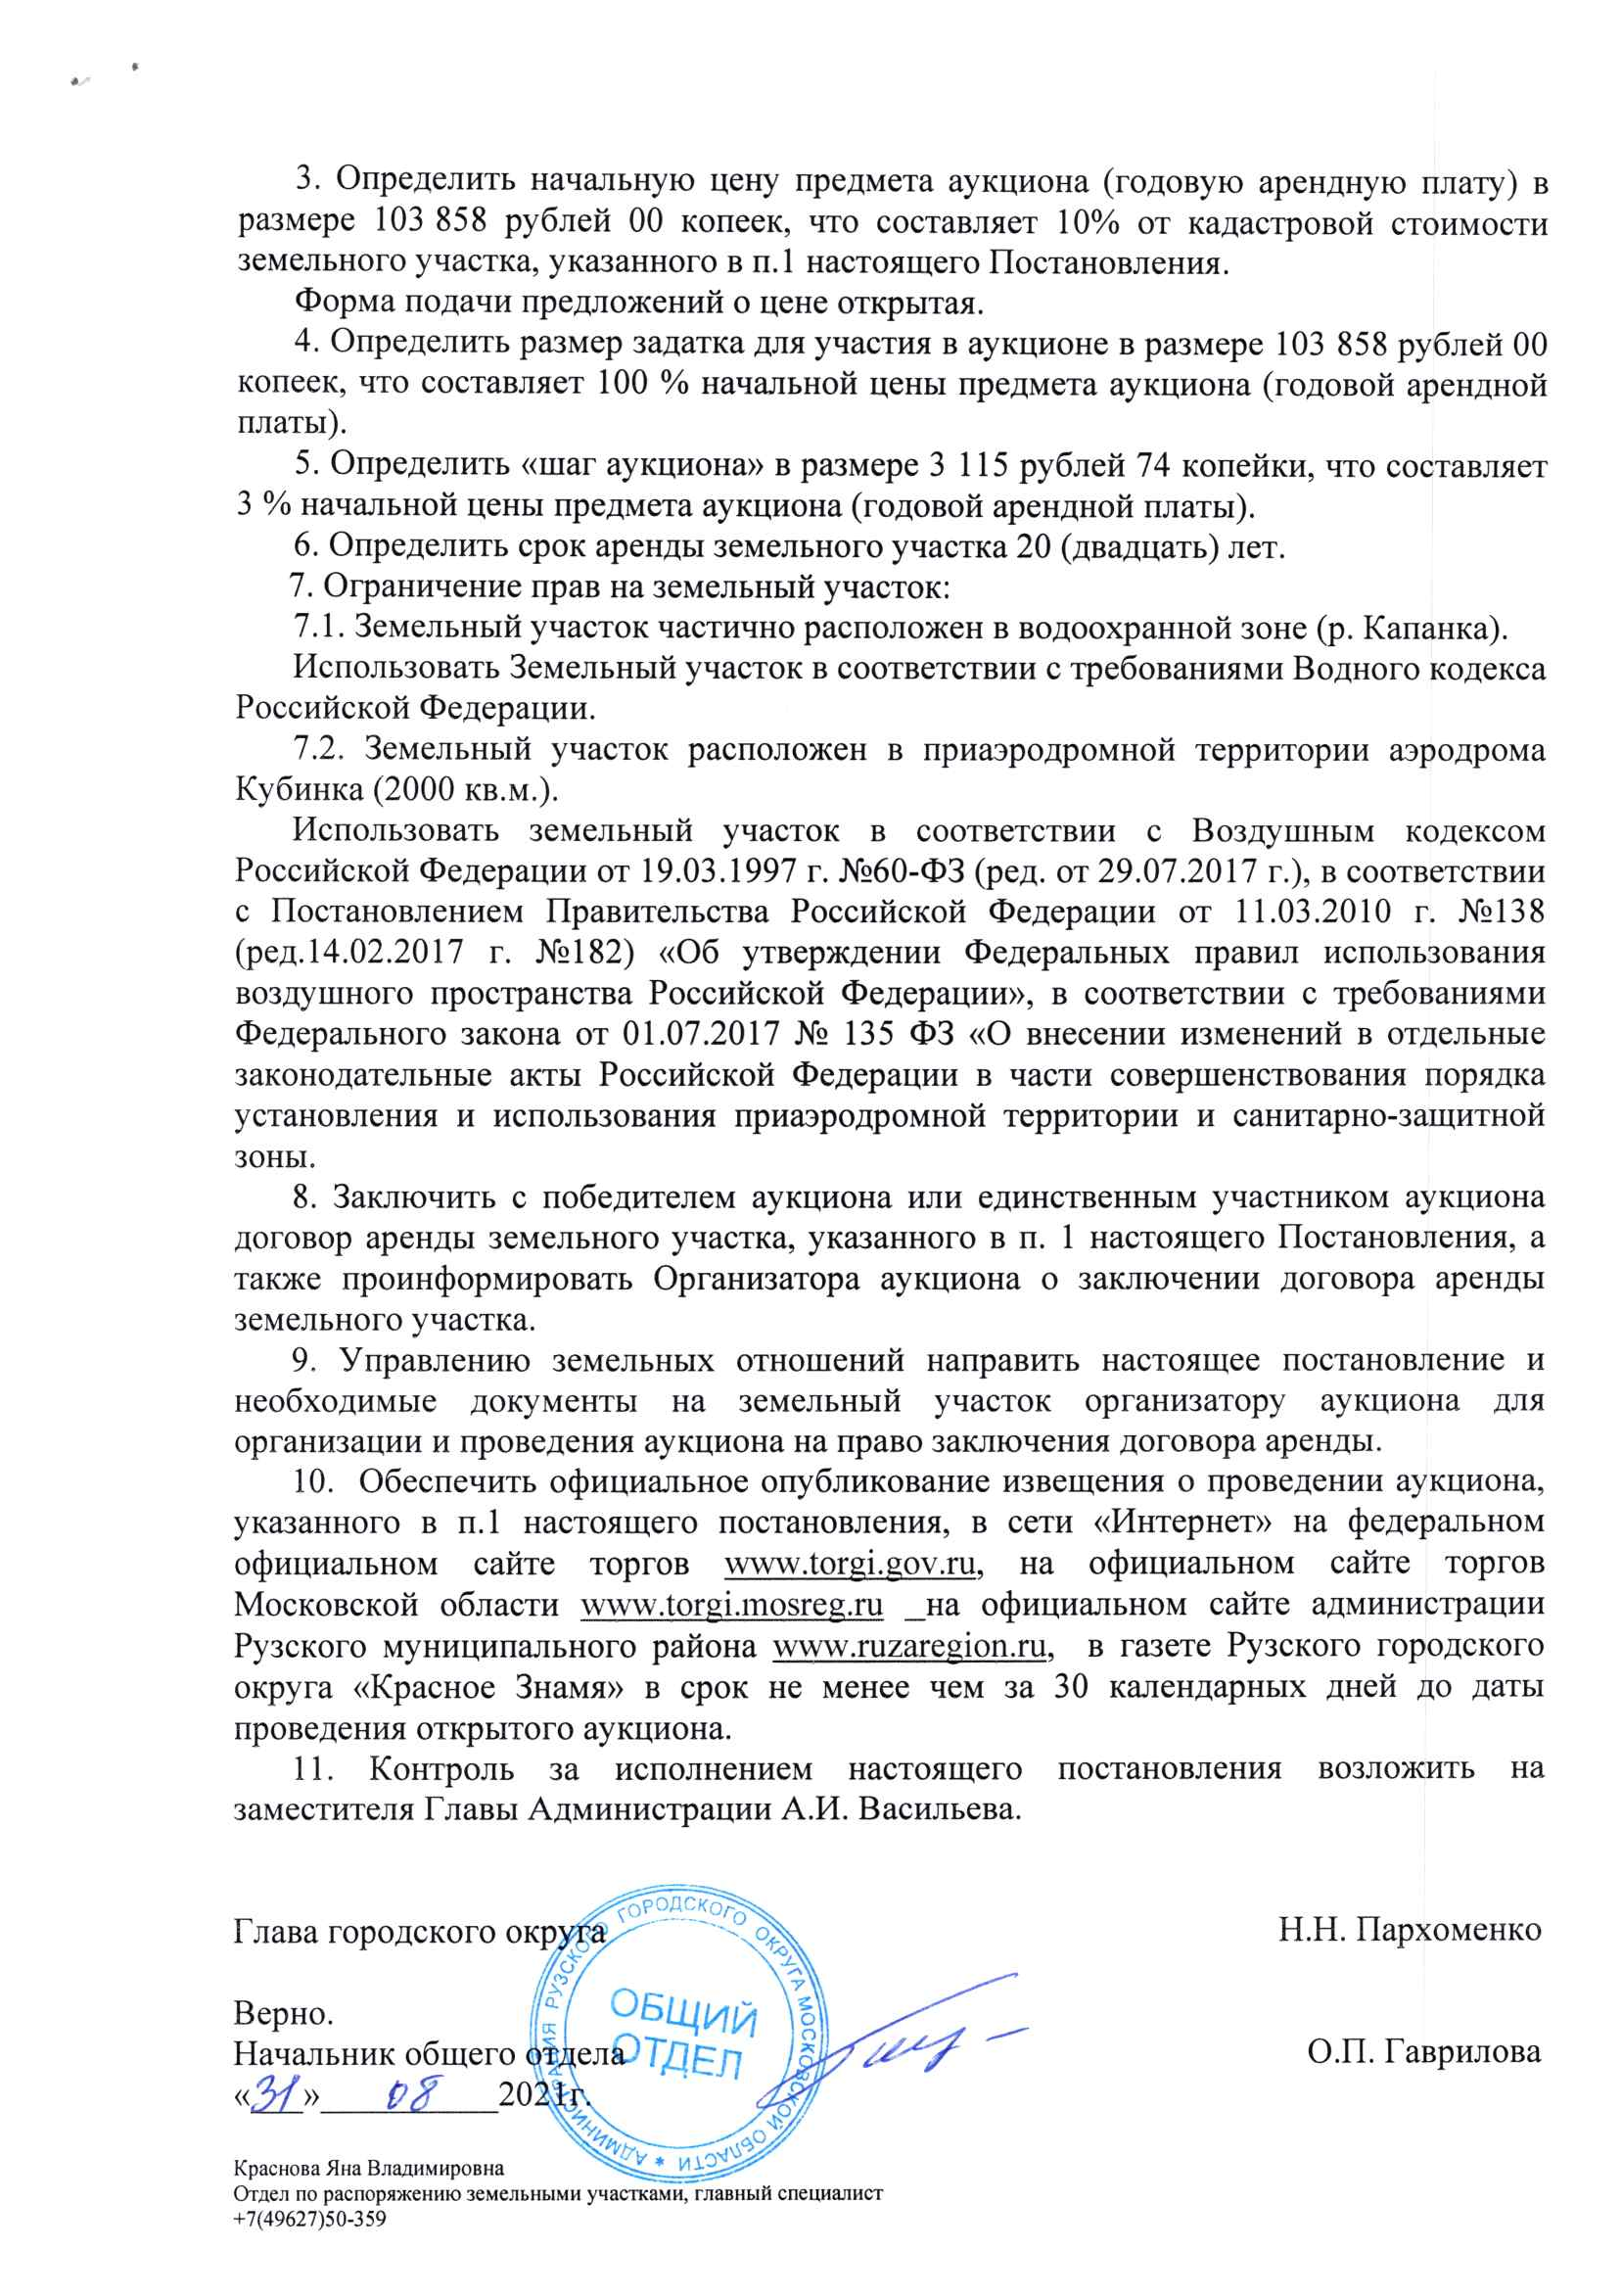 3. Определить начальную цену предмета аукциона (годовую арендную плату) в
размере 103 858 рублей 00 копеек, что составляет 10% от кадастровой стоимости
земельного участка, указанного в п.1 настоящего Постановления.
Форма подачи предложений о цене открытая.
4. Определить размер задатка для участия в аукционе в размере 103 858 рублей 00
копеек, что составляет 100 % начальной цены предмета аукциона (годовой арендной
платы).
5. Определить «шаг аукциона» в размере 3 115 рублей 74 копейки, что составляет
3 % начальной цены предмета аукциона (годовой арендной платы).
6. Определить срок аренды земельного участка 20 (двадцать) лет.
7. Ограничение прав на земельный участок:
7.1. Земельный участок частично расположен в водоохранной зоне (р. Капанка).
Использовать Земельный участок в соответствии с требованиями Водного кодекса
Российской Федерации.
7.2. Земельный участок расположен в приаэродромной территории аэродрома
Кубинка (2000 кв.м.).
Использовать земельный участок в соответствии с Воздушным кодексом
Российской Федерации от 19.03.1997 г. №60-ФЗ (ред. от 29.07.2017 г.), в соответствии
с Постановлением Правительства Российской Федерации от 11.03.2010 г. №138
(ред.14.02.2017 г. №182) «Об утверждении Федеральных правил использования
воздушного пространства Российской Федерации», в соответствии с требованиями
Федерального закона от 01.07.2017 № 135 ФЗ «О внесении изменений в отдельные
законодательные акты Российской Федерации в части совершенствования порядка
установления и использования приаэродромной территории и санитарно-защитной
зоны.
8. Заключить с победителем аукциона или единственным участником аукциона
договор аренды земельного участка, указанного в п. 1 настоящего Постановления, а
также проинформировать Организатора аукциона о заключении договора аренды
земельного участка.
9. Управлению земельных отношений направить настоящее постановление и
необходимые документы на земельный участок организатору аукциона для
организации и проведения аукциона на право заключения договора аренды.
10. Обеспечить официальное опубликование извещения о проведении аукциона,
указанного в п.1 настоящего постановления, в сети «Интернет» на федеральном
официальном сайте торгов www.torgi.gov.ru, на официальном сайте торгов
Московской области www.torgi.mosreg.ru _на официальном сайте администрации
Рузского муниципального района www.ruzaregion.ru, в газете Рузского городского
округа «Красное Знамя» в срок не менее чем за 30 календарных дней до даты
проведения открытого аукциона.
11. Контроль за исполнением настоящего постановления возложить на
заместителя Главы Администрации А.И. Васильева.
Глава городского округа Н.Н. Пархоменко
Верно.
Начальник общего отдела О.П. Гаврилова
«31» 08 2021г.
АДМИНИСТРАЦИЯ РУЗСКОГО ГОРОДСКОГО ОКРУГА МОСКОВСКОЙ ОБЛАСТИ *
ОБЩИЙ
ОТДЕЛ
Краснова Яна Владимировна
Отдел по распоряжению земельными участками, главный специалист
+7(49627)50-359